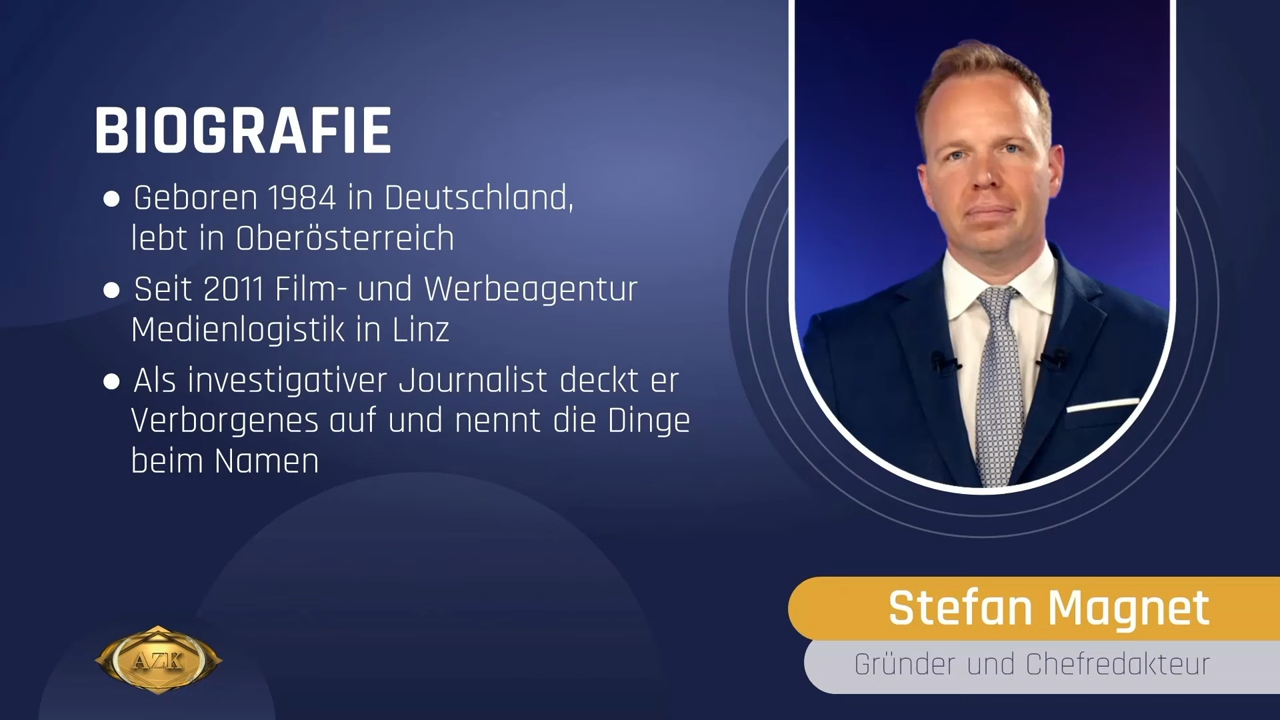 BIOGRAFIE
● Geboren 1984 in Deutschland,
lebt in Oberösterreich
● Seit 2011 Film- und Werbeagentur
Medienlogistik in Linz
● Als investigativer Journalist deckt er
Verborgenes auf und nennt die Dinge
beim Namen
Stefan Magnet
Gründer und Chefredakteur
AZK